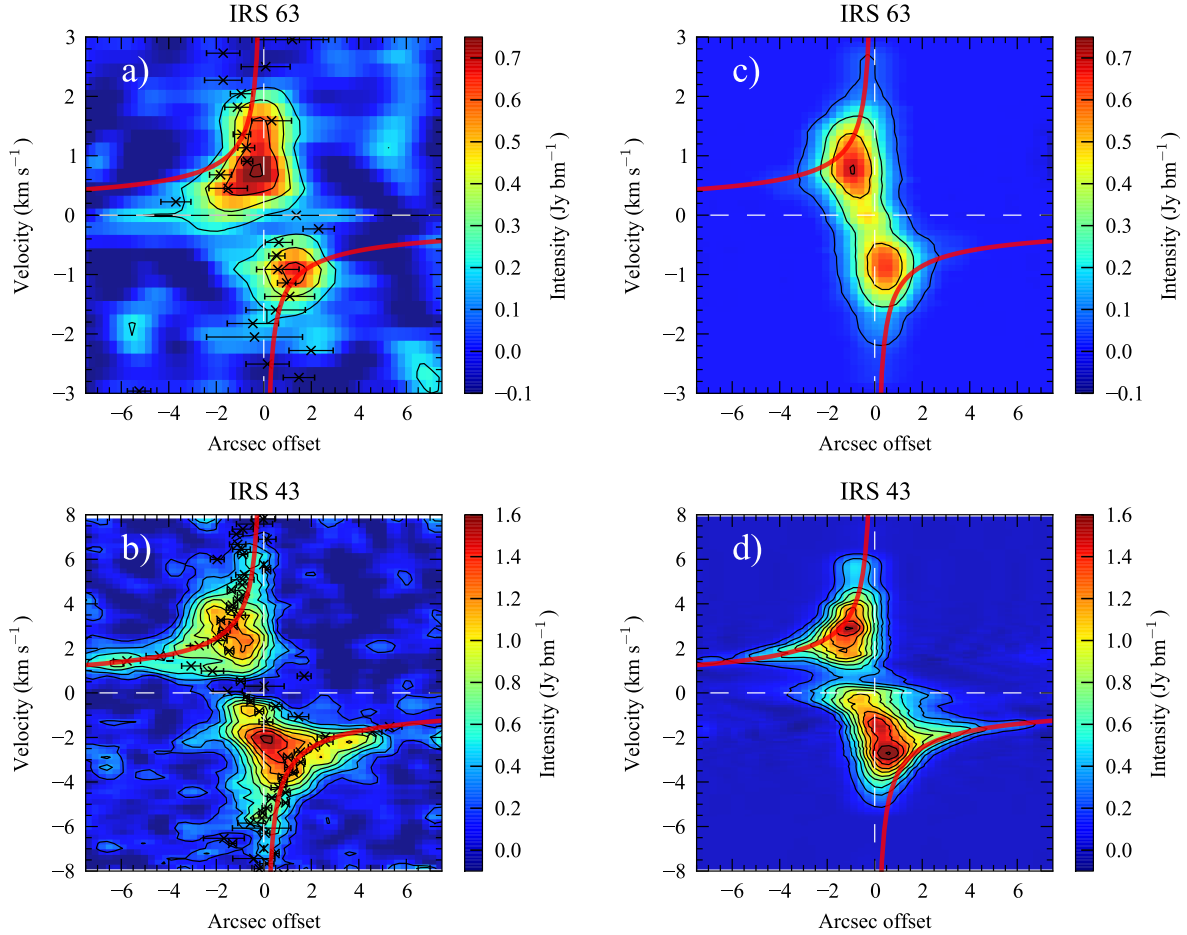 IRS 63
a)
3
2
1
0
−1
−2
−3
Velocity (km s⁻¹)
−6 −4 −2 0 2 4 6
Arcsec offset
0.7
0.6
0.5
0.4
0.3
0.2
0.1
0.0
−0.1
Intensity (Jy bm⁻¹)
IRS 63
c)
3
2
1
0
−1
−2
−3
Velocity (km s⁻¹)
−6 −4 −2 0 2 4 6
Arcsec offset
0.7
0.6
0.5
0.4
0.3
0.2
0.1
0.0
−0.1
Intensity (Jy bm⁻¹)
IRS 43
b)
8
6
4
2
0
−2
−4
−6
−8
Velocity (km s⁻¹)
−6 −4 −2 0 2 4 6
Arcsec offset
1.6
1.4
1.2
1.0
0.8
0.6
0.4
0.2
0.0
Intensity (Jy bm⁻¹)
IRS 43
d)
8
6
4
2
0
−2
−4
−6
−8
Velocity (km s⁻¹)
−6 −4 −2 0 2 4 6
Arcsec offset
1.6
1.4
1.2
1.0
0.8
0.6
0.4
0.2
0.0
Intensity (Jy bm⁻¹)